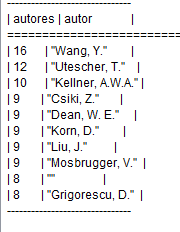 | autores | autor |
| 16 | "Wang, Y." |
| 12 | "Utescher, T." |
| 10 | "Kellner, A.W.A." |
| 9 | "Csiki, Z." |
| 9 | "Dean, W. E." |
| 9 | "Korn, D." |
| 9 | "Liu, J." |
| 9 | "Mosbrugger, V." |
| 8 | "" |
| 8 | "Grigorescu, D." |